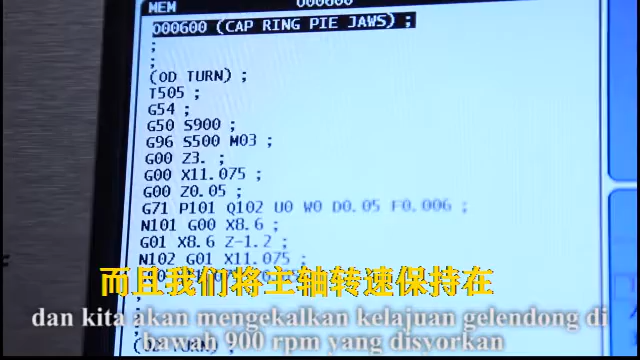 MEM
O00600
O00600 (CAP RING PIE JAWS) ;
;
;
(OD TURN) ;
T505 ;
G54 ;
G50 S900 ;
G96 S500 M03 ;
G00 Z3. ;
G00 X11.075 ;
G00 Z0.05 ;
G71 P101 Q102 U0 W0 D0.05 F0.006 ;
N101 G00 X8.6 ;
G01 X8.6 Z-1.2 ;
N102 G01 X11.075 ;
而且我们将主轴转速保持在
dan kita akan mengekalkan kelajuan gelendong di
bawah 900 rpm yang disyorkan
(OD TURN) ;